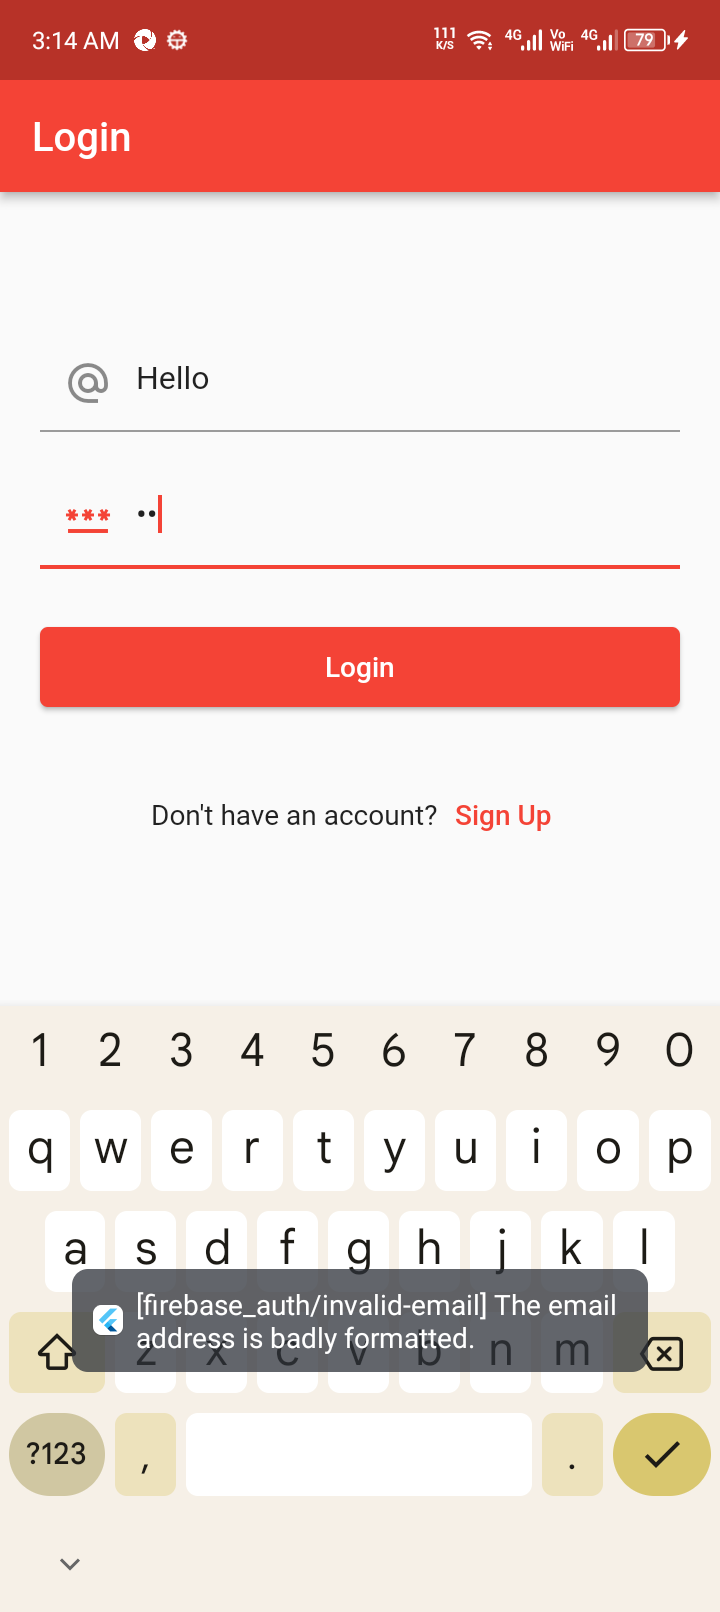 3:14 AM 111 K/S 4G Vo WiFi 4G 79
Login
Hello
***
Login
Don't have an account? Sign Up
1 2 3 4 5 6 7 8 9 0
q w e r t y u i o p
a s d f g h j k l
[firebase_auth/invalid-email] The email
address is badly formatted.
z x c v b n m
?123 , .